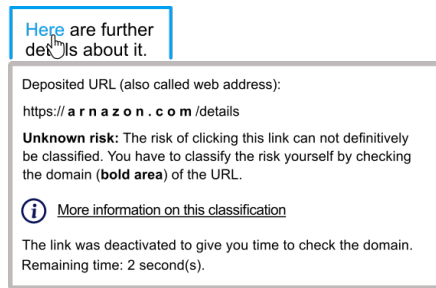 Here are further
details about it.
Deposited URL (also called web address):
https:// a r n a z o n . c o m /details
Unknown risk: The risk of clicking this link can not definitively
be classified. You have to classify the risk yourself by checking
the domain (bold area) of the URL.
i More information on this classification
The link was deactivated to give you time to check the domain.
Remaining time: 2 second(s).